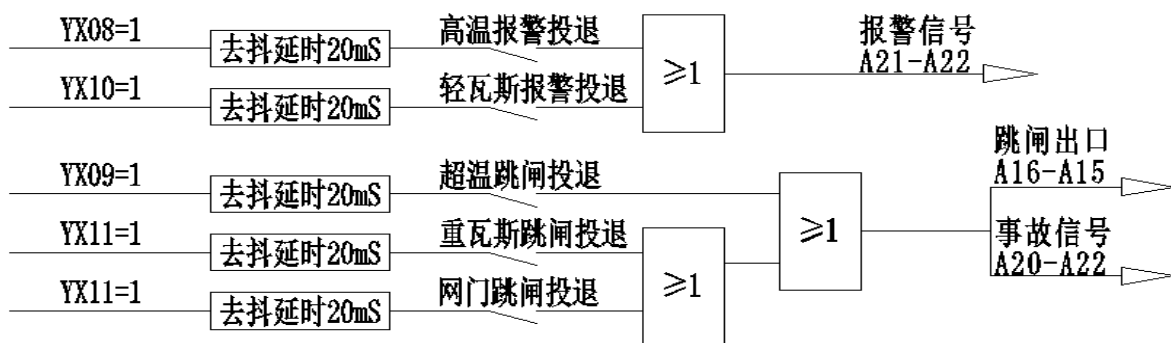 YX08=1
去抖延时20mS
高温报警投退
≥1
报警信号
A21-A22
YX10=1
去抖延时20mS
轻瓦斯报警投退
YX09=1
去抖延时20mS
超温跳闸投退
≥1
跳闸出口
A16-A15
YX11=1
去抖延时20mS
重瓦斯跳闸投退
≥1
事故信号
A20-A22
YX11=1
去抖延时20mS
网门跳闸投退